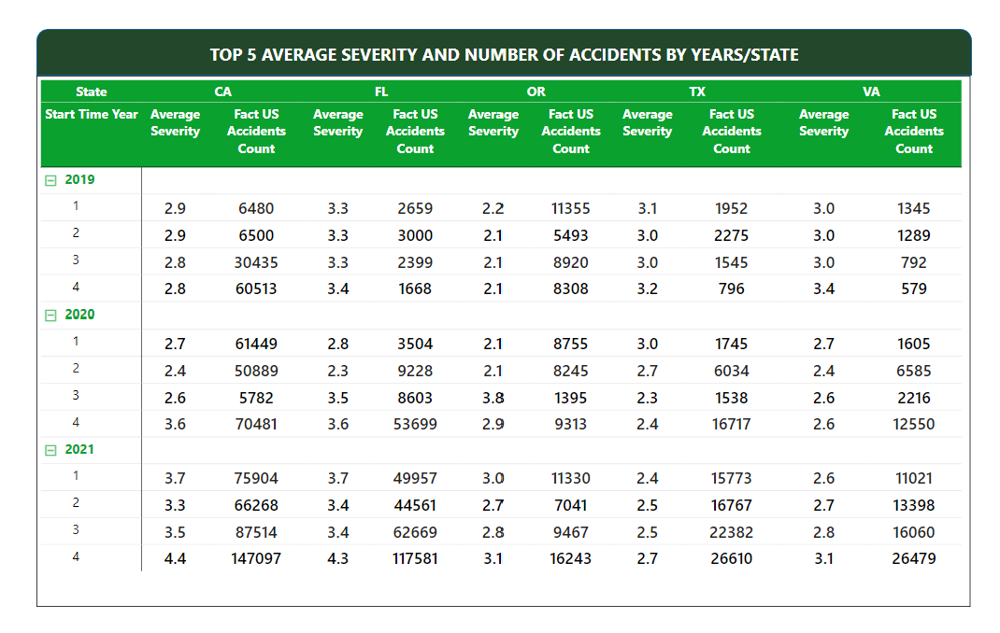 TOP 5 AVERAGE SEVERITY AND NUMBER OF ACCIDENTS BY YEARS/STATE
State CA FL OR TX VA
Start Time Year Average Fact US Average Fact US Average Fact US Average Fact US Average Fact US
Severity Accidents Severity Accidents Severity Accidents Severity Accidents Severity Accidents
Count Count Count Count Count
2019
1 2.9 6480 3.3 2659 2.2 11355 3.1 1952 3.0 1345
2 2.9 6500 3.3 3000 2.1 5493 3.0 2275 3.0 1289
3 2.8 30435 3.3 2399 2.1 8920 3.0 1545 3.0 792
4 2.8 60513 3.4 1668 2.1 8308 3.2 796 3.4 579
2020
1 2.7 61449 2.8 3504 2.1 8755 3.0 1745 2.7 1605
2 2.4 50889 2.3 9228 2.1 8245 2.7 6034 2.4 6585
3 2.6 5782 3.5 8603 3.8 1395 2.3 1538 2.6 2216
4 3.6 70481 3.6 53699 2.9 9313 2.4 16717 2.6 12550
2021
1 3.7 75904 3.7 49957 3.0 11330 2.4 15773 2.6 11021
2 3.3 66268 3.4 44561 2.7 7041 2.5 16767 2.7 13398
3 3.5 87514 3.4 62669 2.8 9467 2.5 22382 2.8 16060
4 4.4 147097 4.3 117581 3.1 16243 2.7 26610 3.1 26479